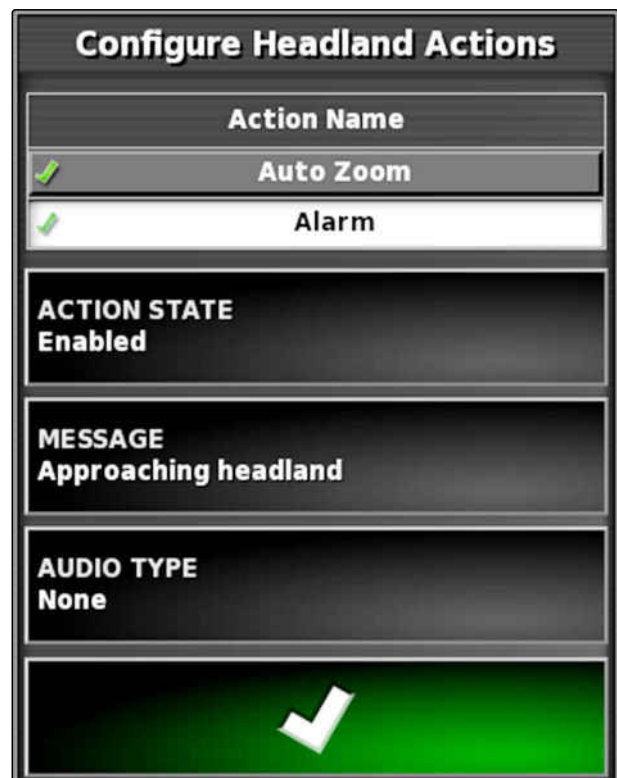 Configure Headland Actions
Action Name
Auto Zoom
Alarm
ACTION STATE
Enabled
MESSAGE
Approaching headland
AUDIO TYPE
None